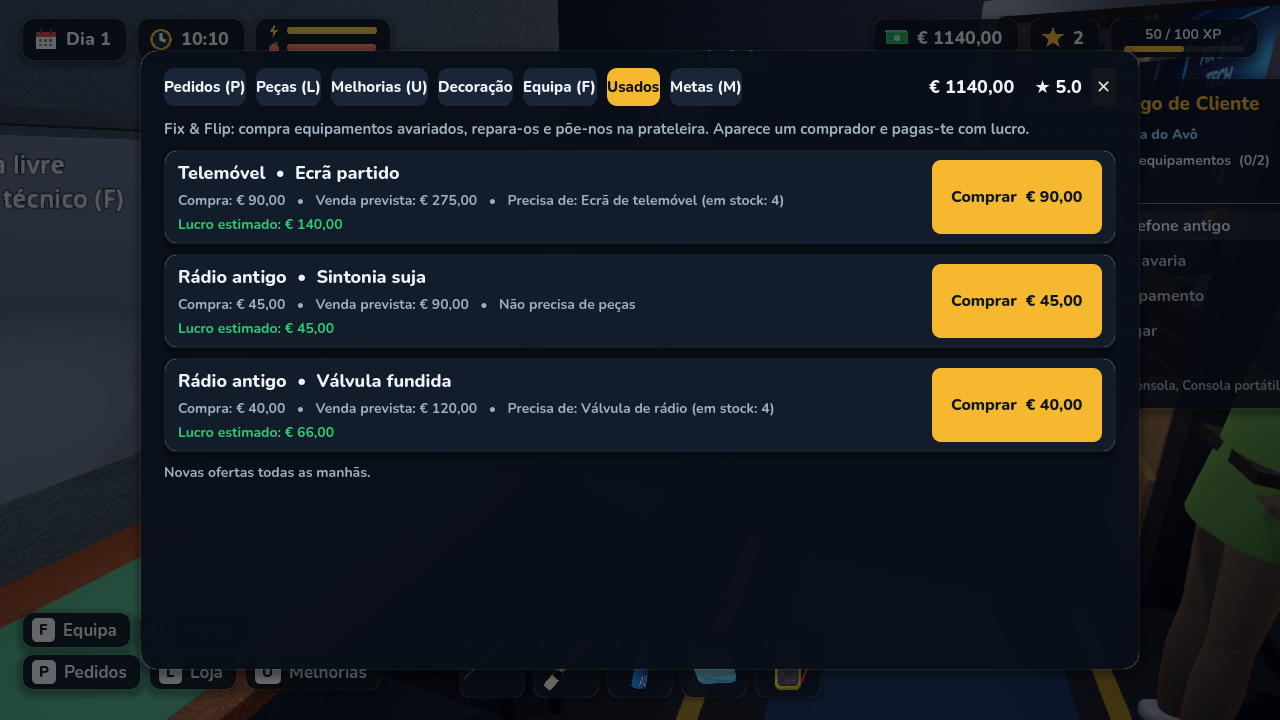 Dia 1
10:10
€ 1140,00
2
50 / 100 XP
Pedidos (P)
Peças (L)
Melhorias (U)
Decoração
Equipa (F)
Usados
Metas (M)
€ 1140,00
★ 5.0
✕
Fix & Flip: compra equipamentos avariados, repara-os e põe-nos na prateleira. Aparece um comprador e pagas-te com lucro.
Telemóvel • Ecrã partido
Compra: € 90,00 • Venda prevista: € 275,00 • Precisa de: Ecrã de telemóvel (em stock: 4)
Lucro estimado: € 140,00
Comprar € 90,00
Rádio antigo • Sintonia suja
Compra: € 45,00 • Venda prevista: € 90,00 • Não precisa de peças
Lucro estimado: € 45,00
Comprar € 45,00
Rádio antigo • Válvula fundida
Compra: € 40,00 • Venda prevista: € 120,00 • Precisa de: Válvula de rádio (em stock: 4)
Lucro estimado: € 66,00
Comprar € 40,00
Novas ofertas todas as manhãs.
livre
técnico (F)
TECH
go de Cliente
do Avô
equipamentos (0/2)
efone antigo
avaria
pamento
gar
onsola, Consola portátil
F Equipa
P Pedidos
L Loja
U Melhorias